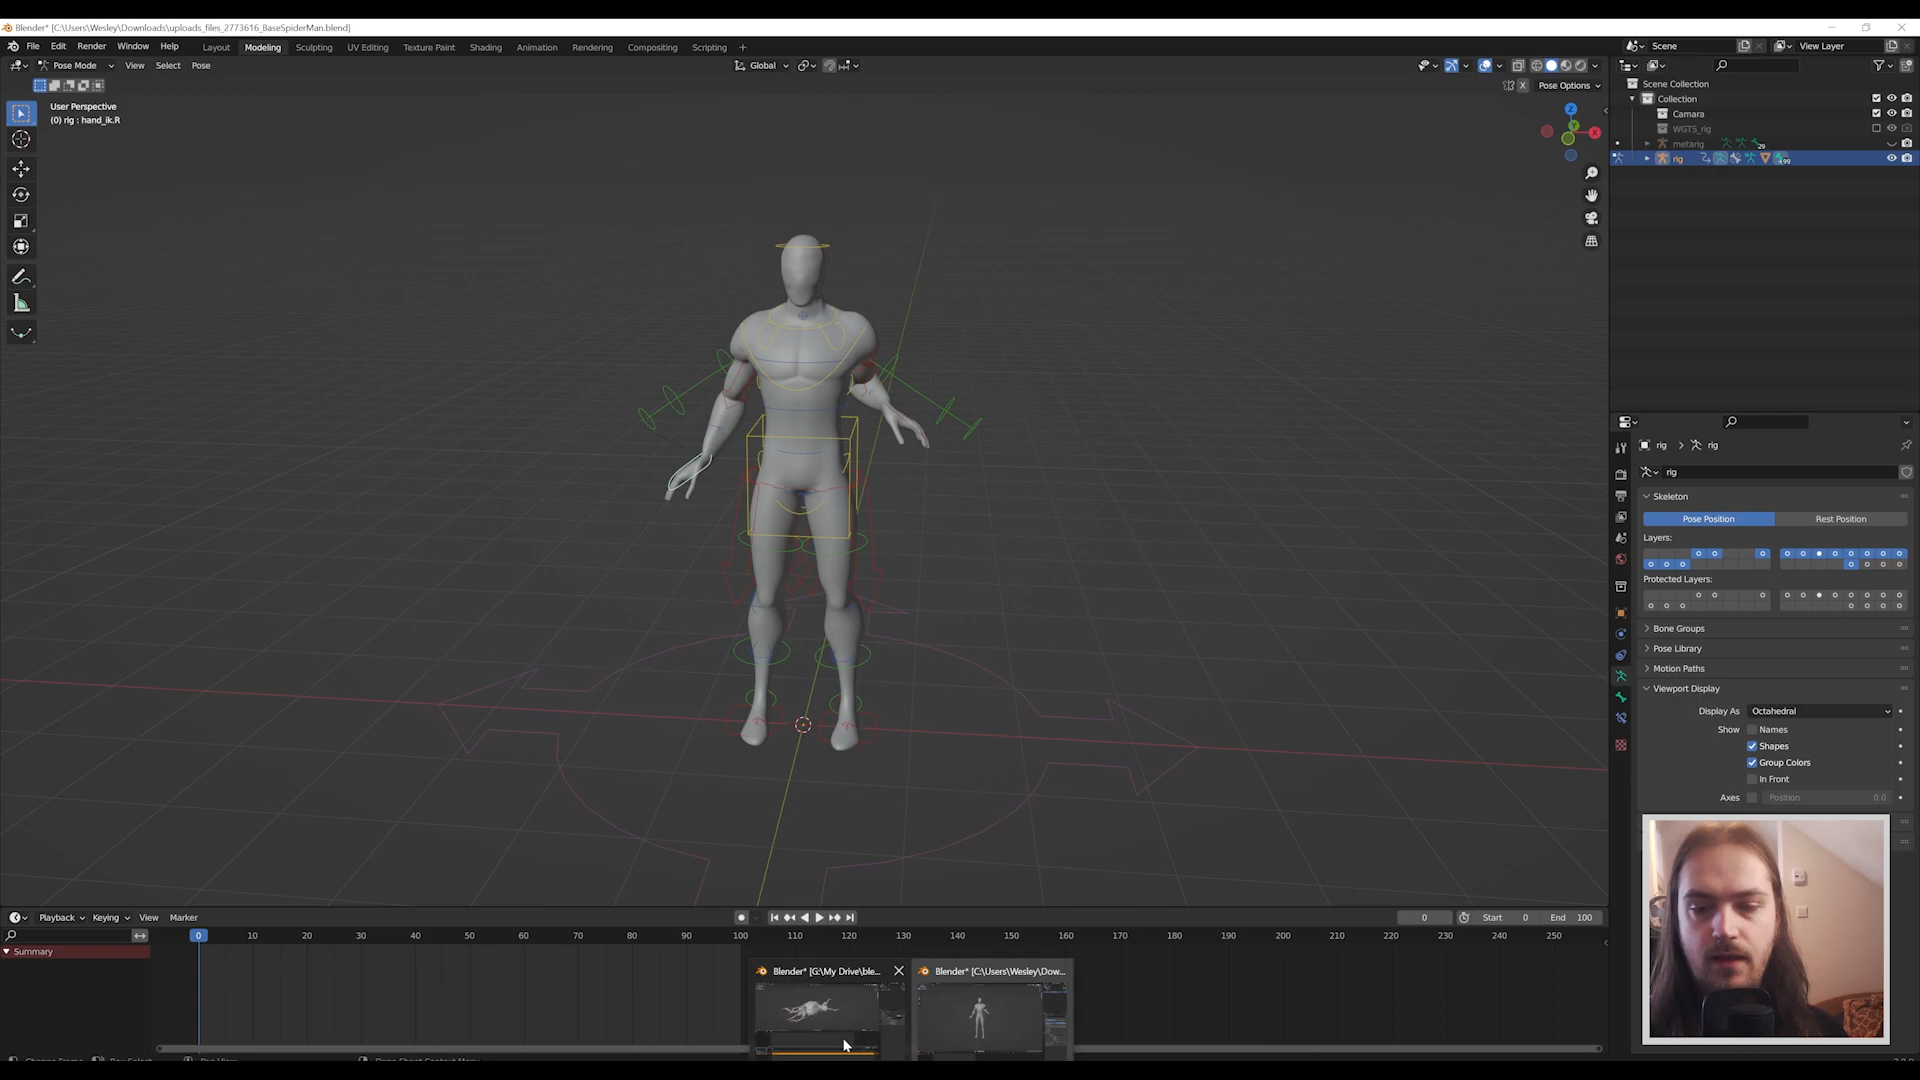 Blender* [C:\Users\Wesley\Downloads\uploads_files_2773616_BaseSpiderMan.blend]
File Edit Render Window Help Layout Modeling Sculpting UV Editing Texture Paint Shading Animation Rendering Compositing Scripting +
Scene View Layer
Pose Mode View Select Pose Global
X Pose Options
User Perspective
(0) rig : hand_ik.R
Z
Y
X
Scene Collection
Collection
Camara
WGTS_rig
metarig 29
rig 99
rig rig
rig
Skeleton
Pose Position Rest Position
Layers:
Protected Layers:
Bone Groups
Pose Library
Motion Paths
Viewport Display
Display As Octahedral
Show Names
Shapes
Group Colors
In Front
Axes Position 0.0
Playback Keying View Marker 0 Start 0 End 100
0 10 20 30 40 50 60 70 80 90 100 110 120 130 140 150 160 170 180 190 200 210 220 230 240 250
Summary
Blender* [G:\My Drive\ble... Blender* [C:\Users\Wesley\Dow...